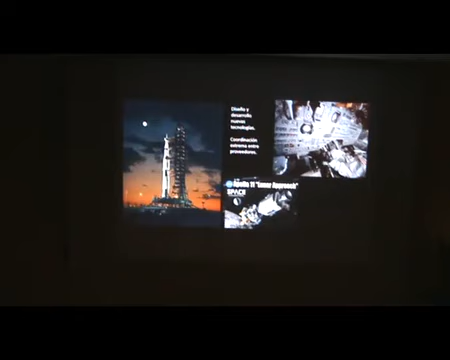 Diseño y
desarrollo
nuevas
tecnologías.
Coordinación
extrema entre
proveedores.
Apollo 11 "Lunar Approach"
SPACE